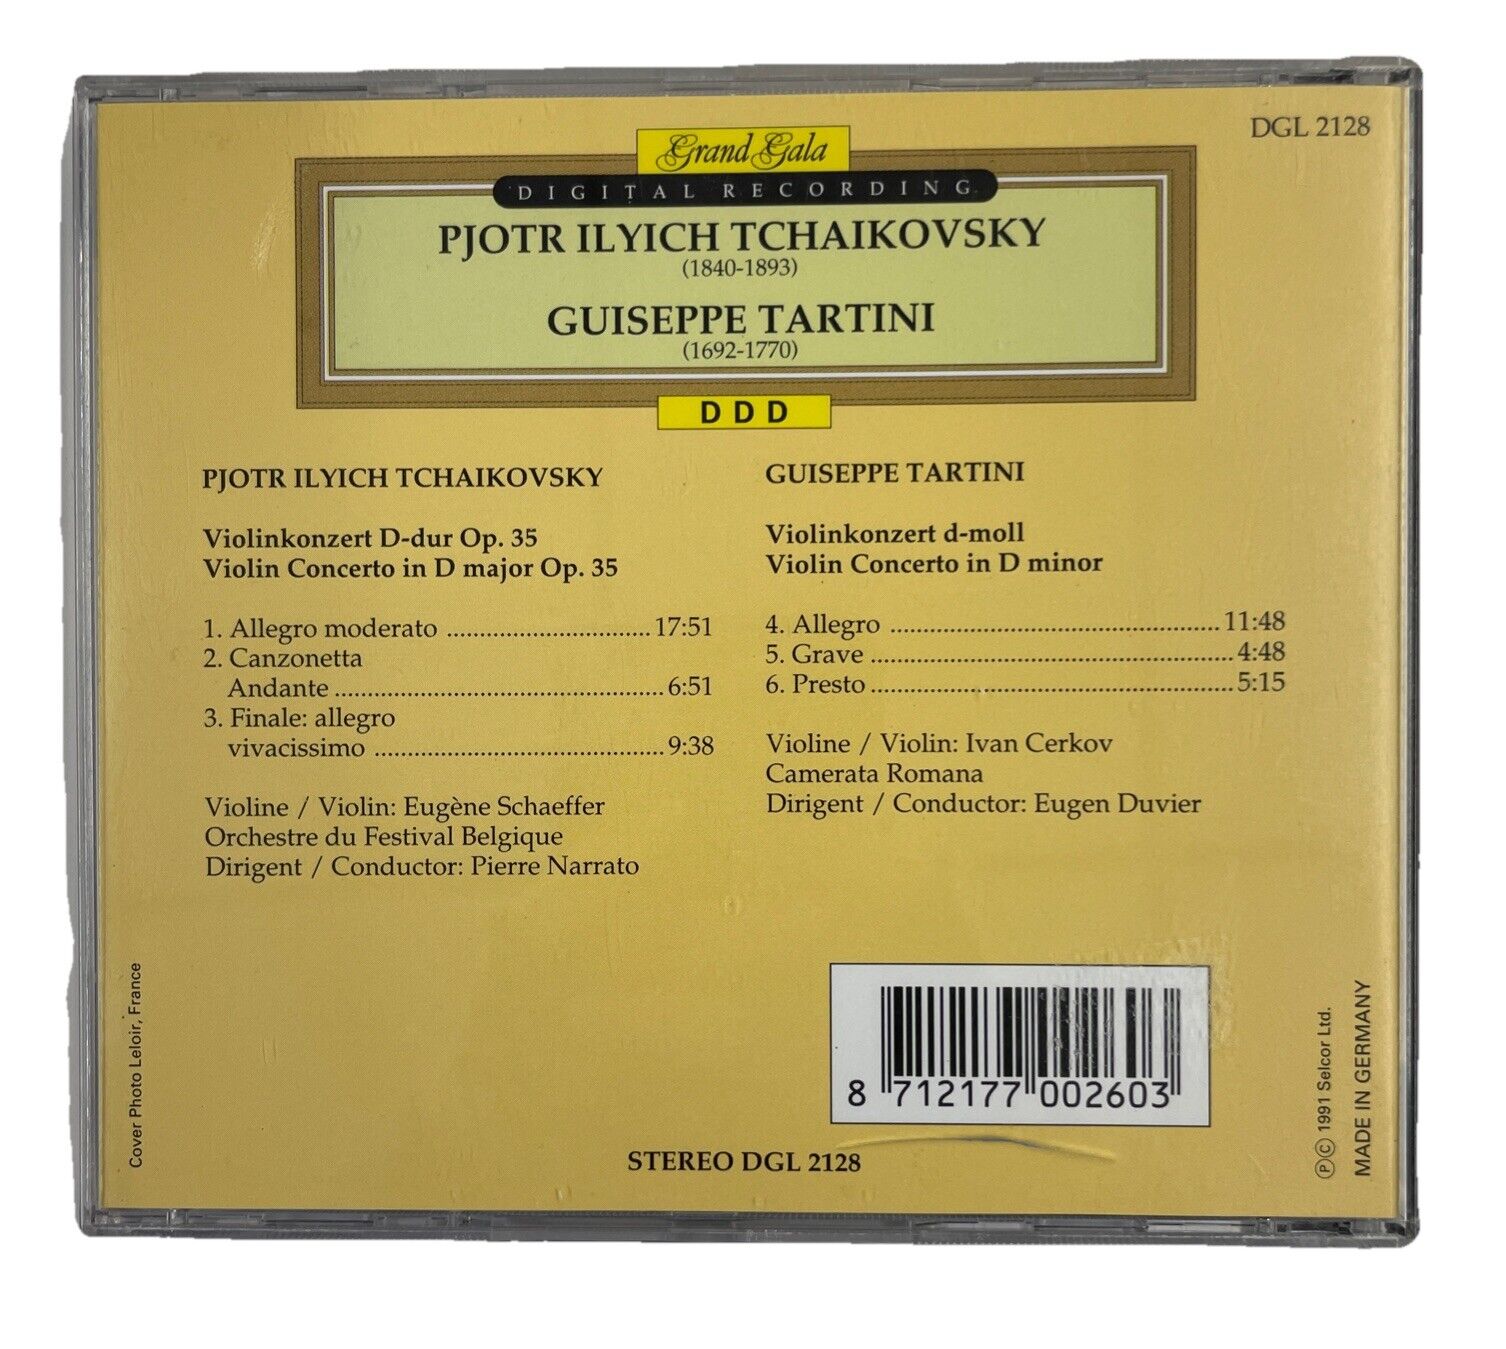 DGL 2128
Grand Gala
DIGITAL RECORDING
PJOTR ILYICH TCHAIKOVSKY
(1840-1893)
GUISEPPE TARTINI
(1692-1770)
DDD
PJOTR ILYICH TCHAIKOVSKY
Violinkonzert D-dur Op. 35
Violin Concerto in D major Op. 35
1. Allegro moderato ............................. 17:51
2. Canzonetta
Andante ............................................... 6:51
3. Finale: allegro
vivacissimo ......................................... 9:38
Violine / Violin: Eugène Schaeffer
Orchestre du Festival Belgique
Dirigent / Conductor: Pierre Narrato
GUISEPPE TARTINI
Violinkonzert d-moll
Violin Concerto in D minor
4. Allegro ............................................... 11:48
5. Grave .................................................... 4:48
6. Presto .................................................... 5:15
Violine / Violin: Ivan Cerkov
Camerata Romana
Dirigent / Conductor: Eugen Duvier
Cover Photo Leloir, France
8 712177 002603
STEREO DGL 2128
℗© 1991 Selcor Ltd.
MADE IN GERMANY